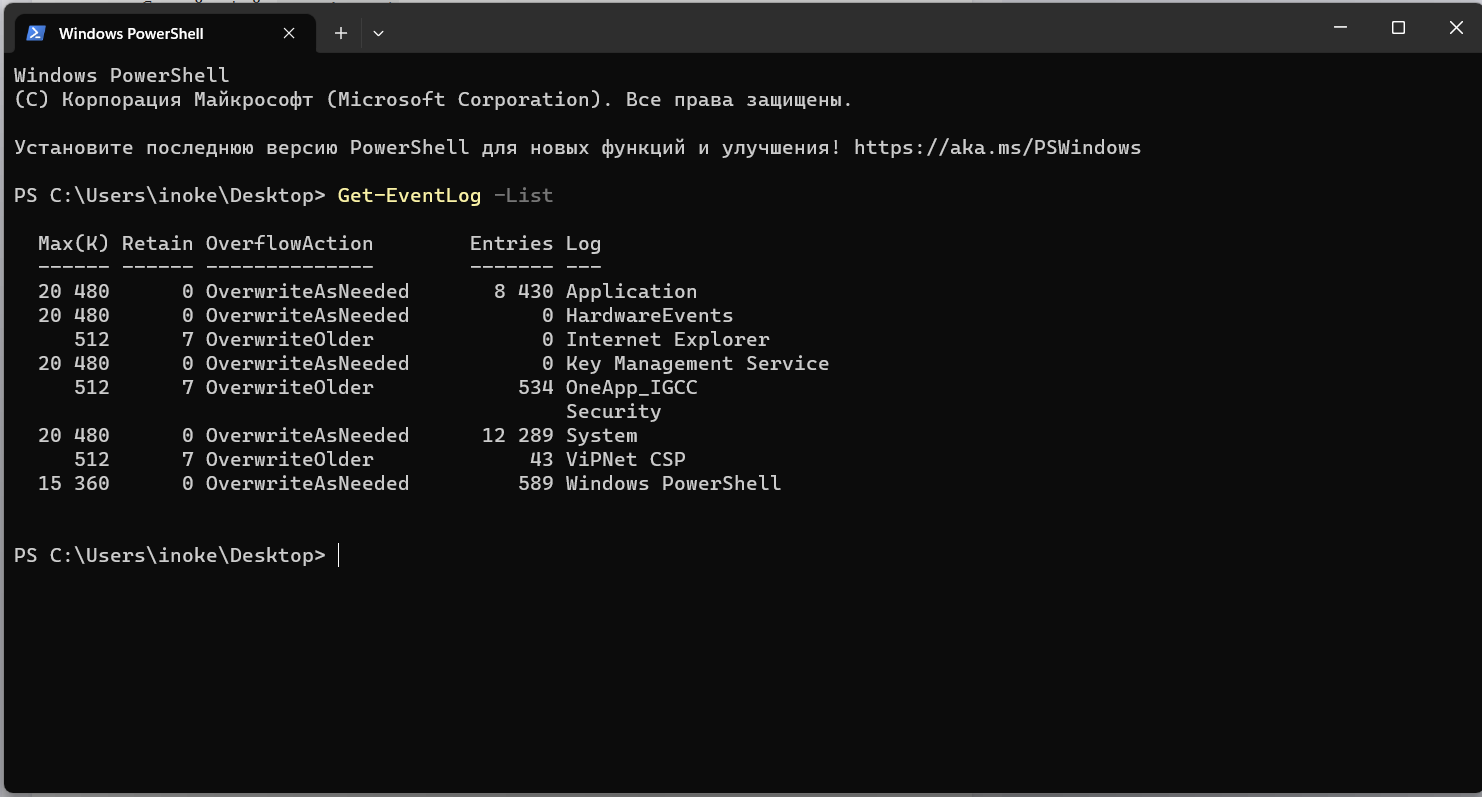 Windows PowerShell
Windows PowerShell
(C) Корпорация Майкрософт (Microsoft Corporation). Все права защищены.
Установите последнюю версию PowerShell для новых функций и улучшения! https://aka.ms/PSWindows
PS C:\Users\inoke\Desktop> Get-EventLog -List
Max(K) Retain OverflowAction Entries Log
------ ------ -------------- ------- ---
20 480 0 OverwriteAsNeeded 8 430 Application
20 480 0 OverwriteAsNeeded 0 HardwareEvents
512 7 OverwriteOlder 0 Internet Explorer
20 480 0 OverwriteAsNeeded 0 Key Management Service
512 7 OverwriteOlder 534 OneApp_IGCC
Security
20 480 0 OverwriteAsNeeded 12 289 System
512 7 OverwriteOlder 43 ViPNet CSP
15 360 0 OverwriteAsNeeded 589 Windows PowerShell
PS C:\Users\inoke\Desktop>